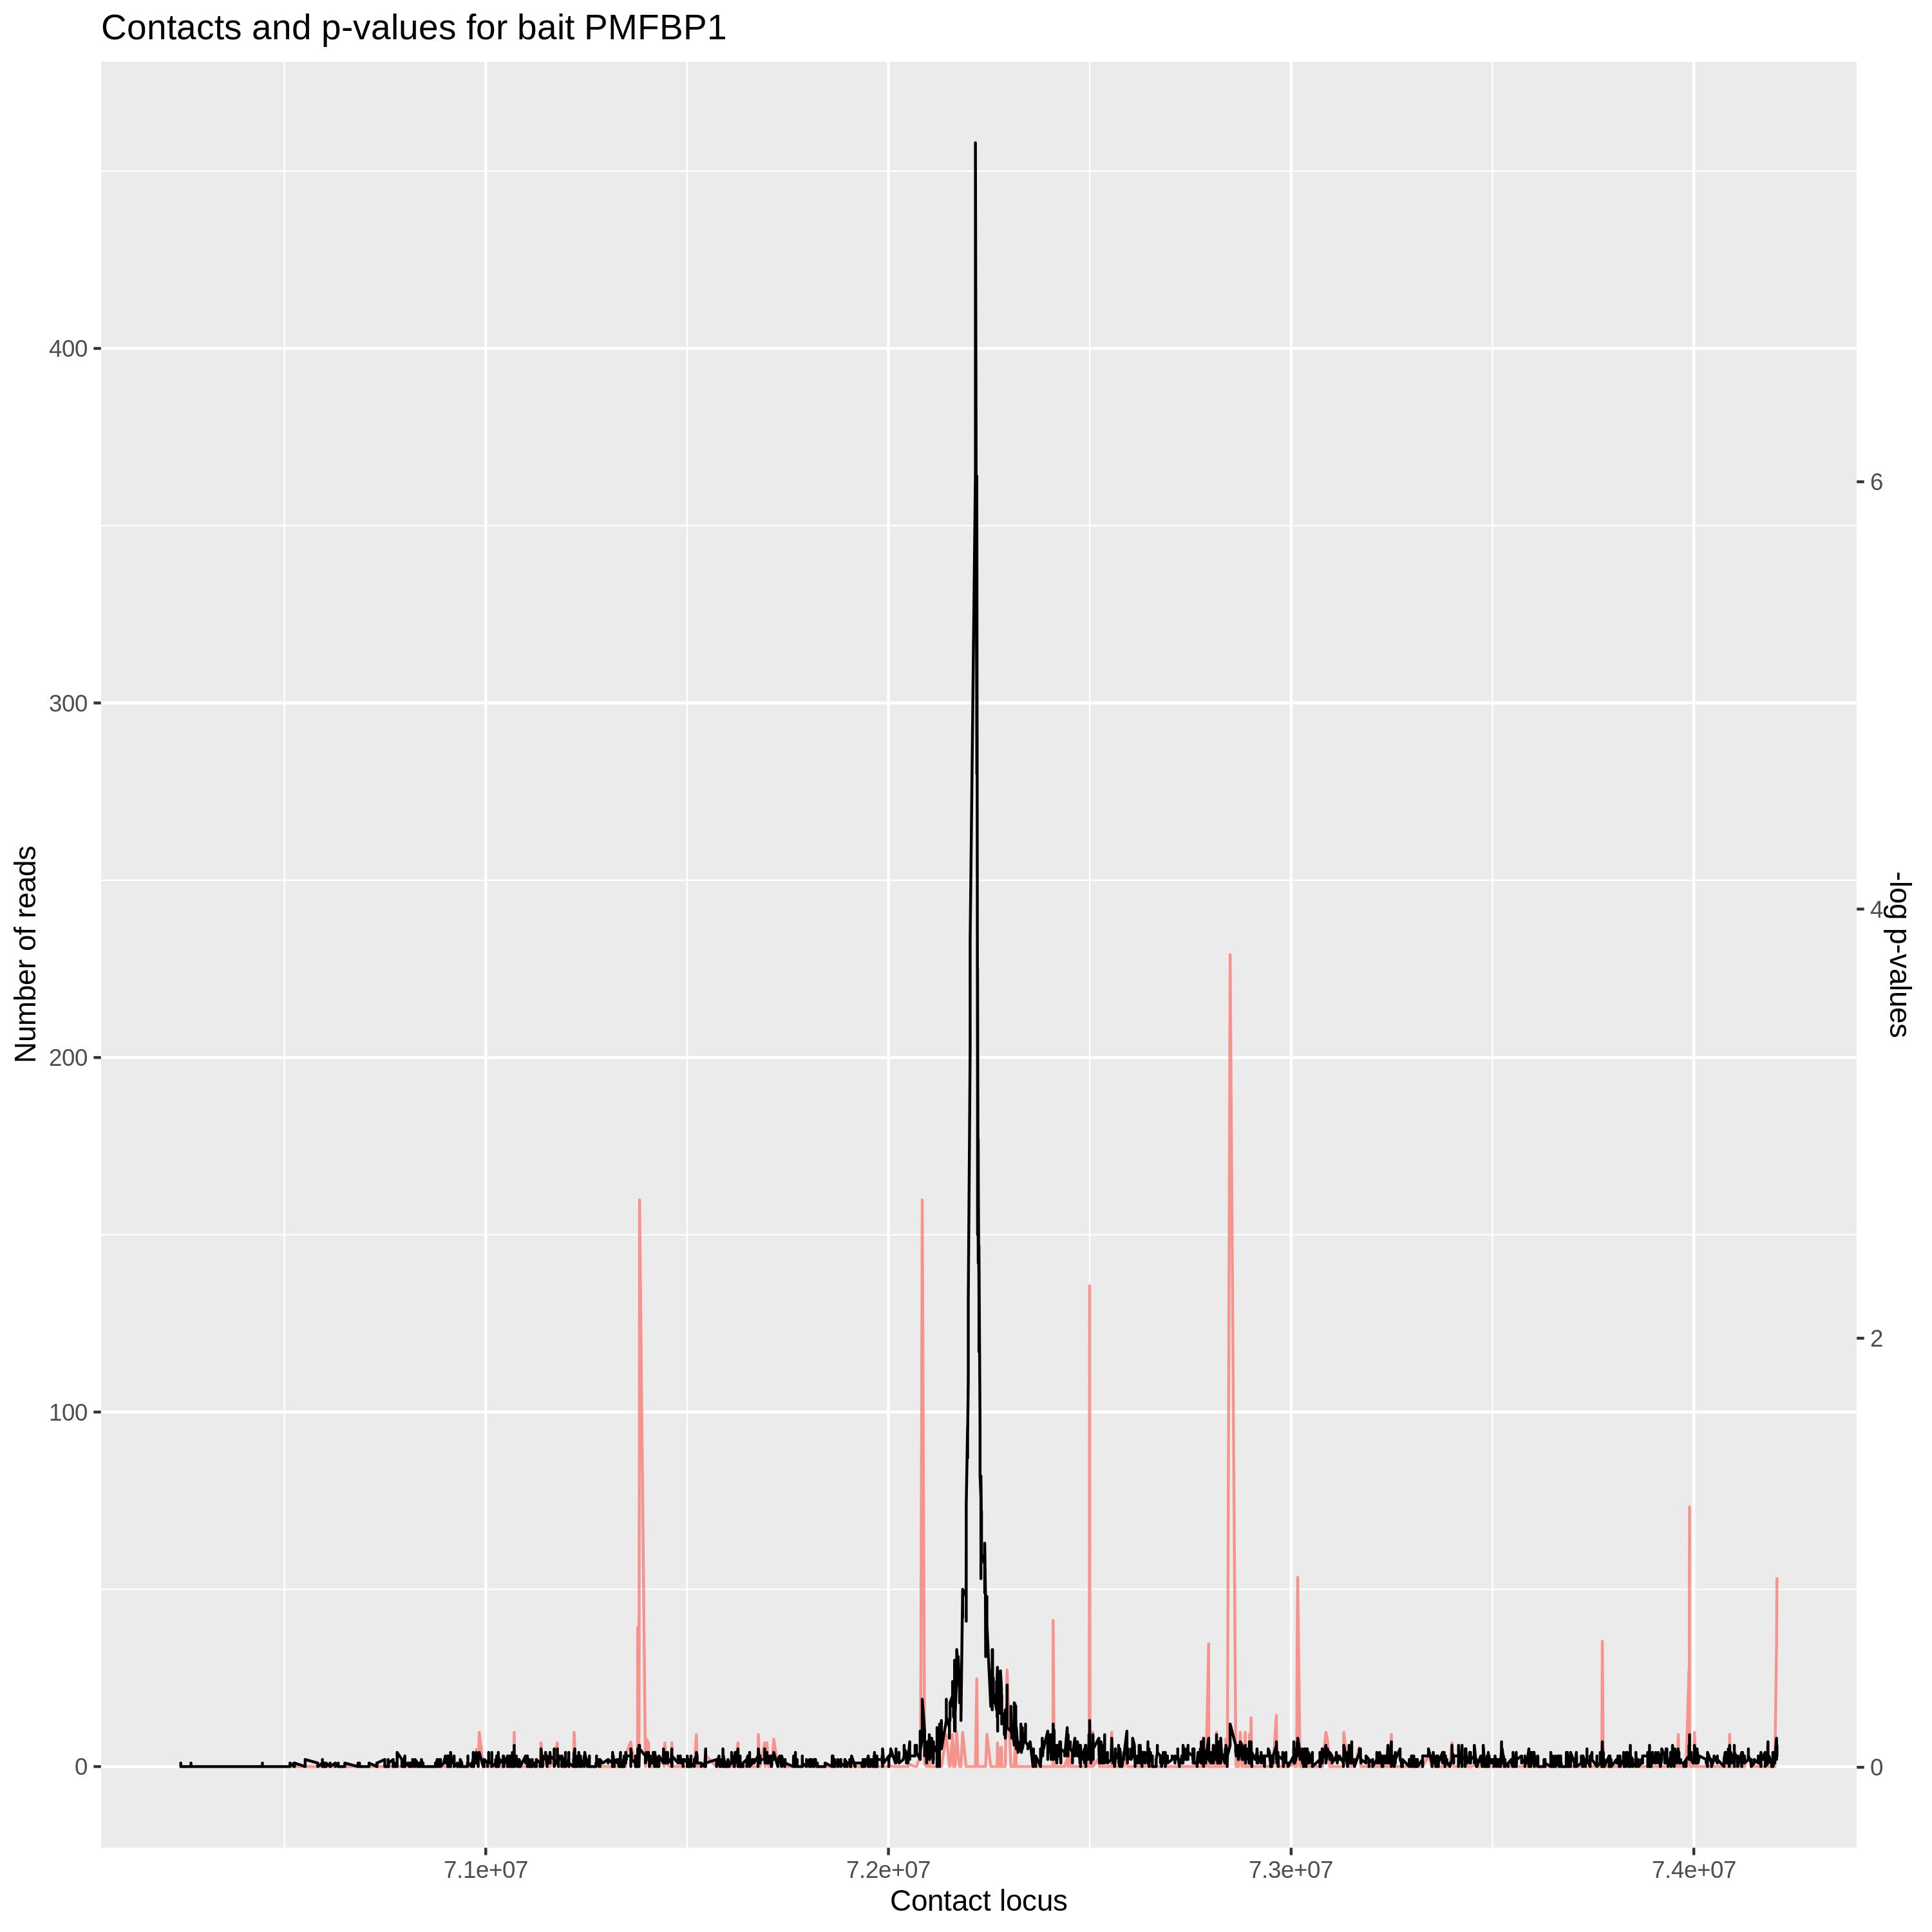 Contacts and p-values for bait PMFBP1
Number of reads
400
300
200
100
0
6
4
2
0
-log p-values
7.1e+07
7.2e+07
7.3e+07
7.4e+07
Contact locus